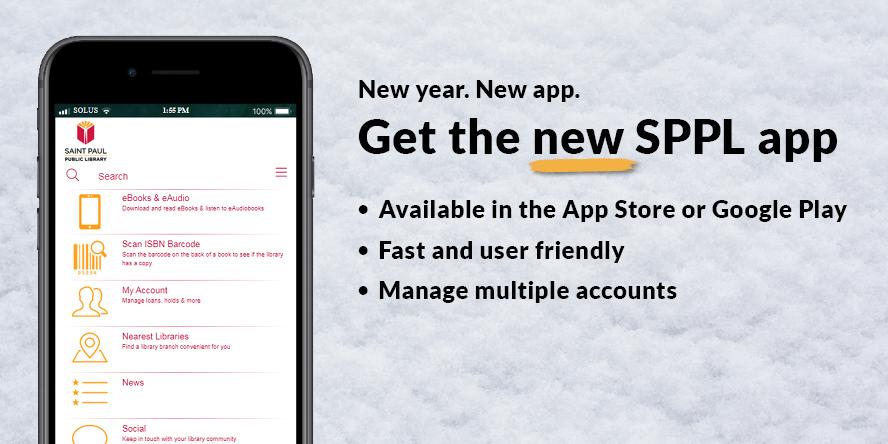 New year. New app.
Get the new SPPL app
• Available in the App Store or Google Play
• Fast and user friendly
• Manage multiple accounts
SOLUS 1:55 PM 100%
SAINT PAUL
PUBLIC LIBRARY
Search
eBooks & eAudio
Download and read eBooks & listen to eAudiobooks
Scan ISBN Barcode
Scan the barcode on the back of a book to see if the library
has a copy
My Account
Manage loans, holds & more
Nearest Libraries
Find a library branch convenient for you
News
Social
Keep in touch with your library community